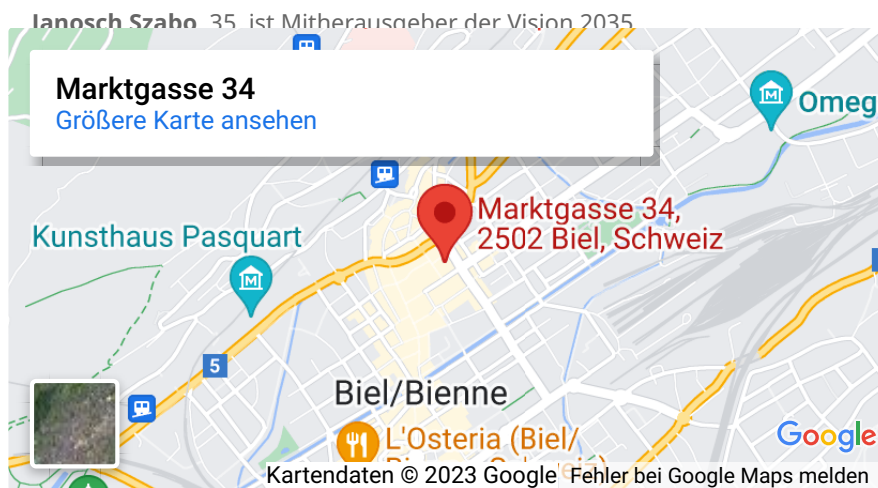 Janosch Szabo, 35, ist Mitherausgeber der Vision 2035
Marktgasse 34
Größere Karte ansehen
Omeg
Marktgasse 34,
2502 Biel, Schweiz
Kunsthaus Pasquart
5
Biel/Bienne
L'Osteria (Biel/
Google
Kartendaten © 2023 Google
Fehler bei Google Maps melden